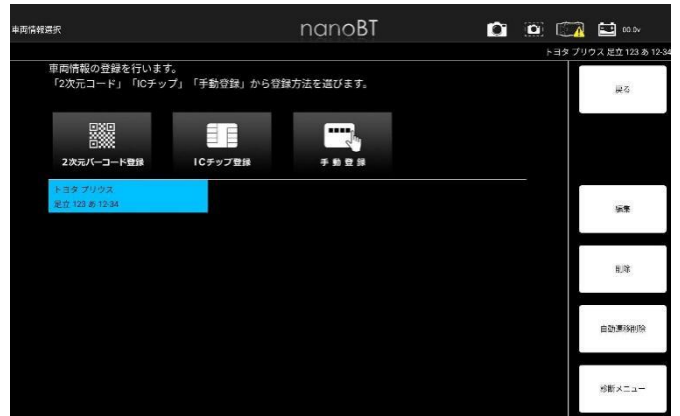 車両情報選択
nanoBT
00.0v
トヨタ プリウス 足立 123 あ 12-34
車両情報の登録を行います。
「2次元コード」「ICチップ」「手動登録」から登録方法を選びます。
2次元バーコード登録
ICチップ登録
手動登録
トヨタ プリウス
足立 123 あ 12-34
戻る
編集
削除
自動遷移削除
診断メニュー